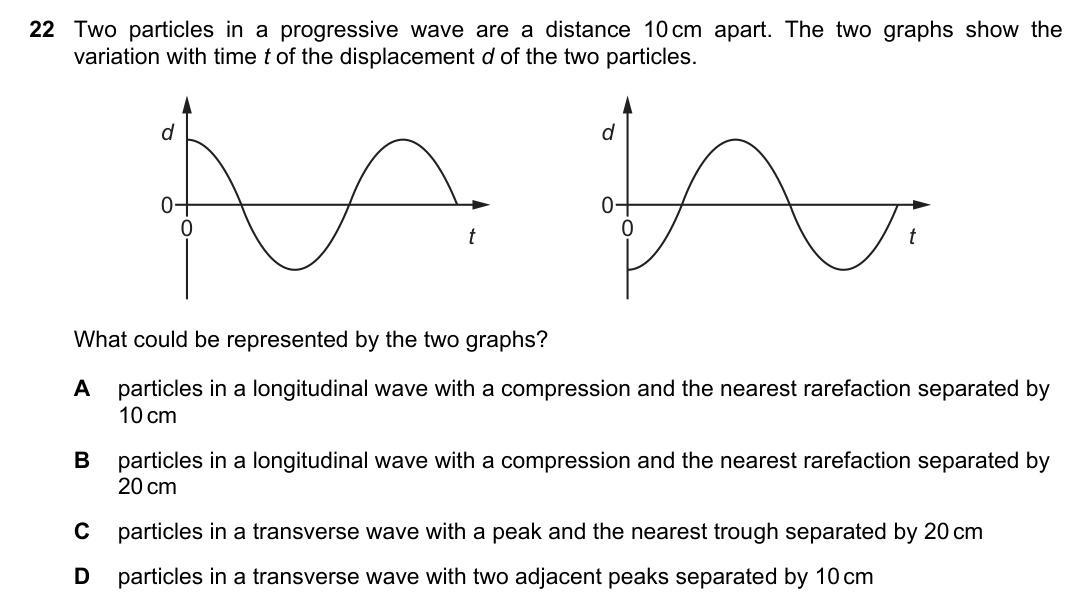 22 Two particles in a progressive wave are a distance 10 cm apart. The two graphs show the
variation with time t of the displacement d of the two particles.
d
0
0
t
d
0
0
t
What could be represented by the two graphs?
A particles in a longitudinal wave with a compression and the nearest rarefaction separated by
10 cm
B particles in a longitudinal wave with a compression and the nearest rarefaction separated by
20 cm
C particles in a transverse wave with a peak and the nearest trough separated by 20 cm
D particles in a transverse wave with two adjacent peaks separated by 10 cm